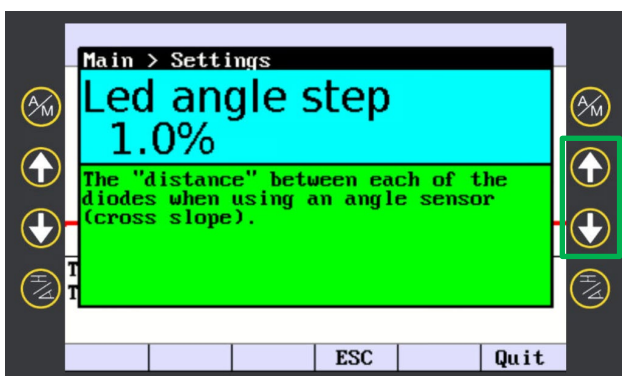 Main > Settings
Led angle step
1.0%
The "distance" between each of the
diodes when using an angle sensor
(cross slope).
A/M
A/M
T
T
H/∡
H/∡
ESC
Quit